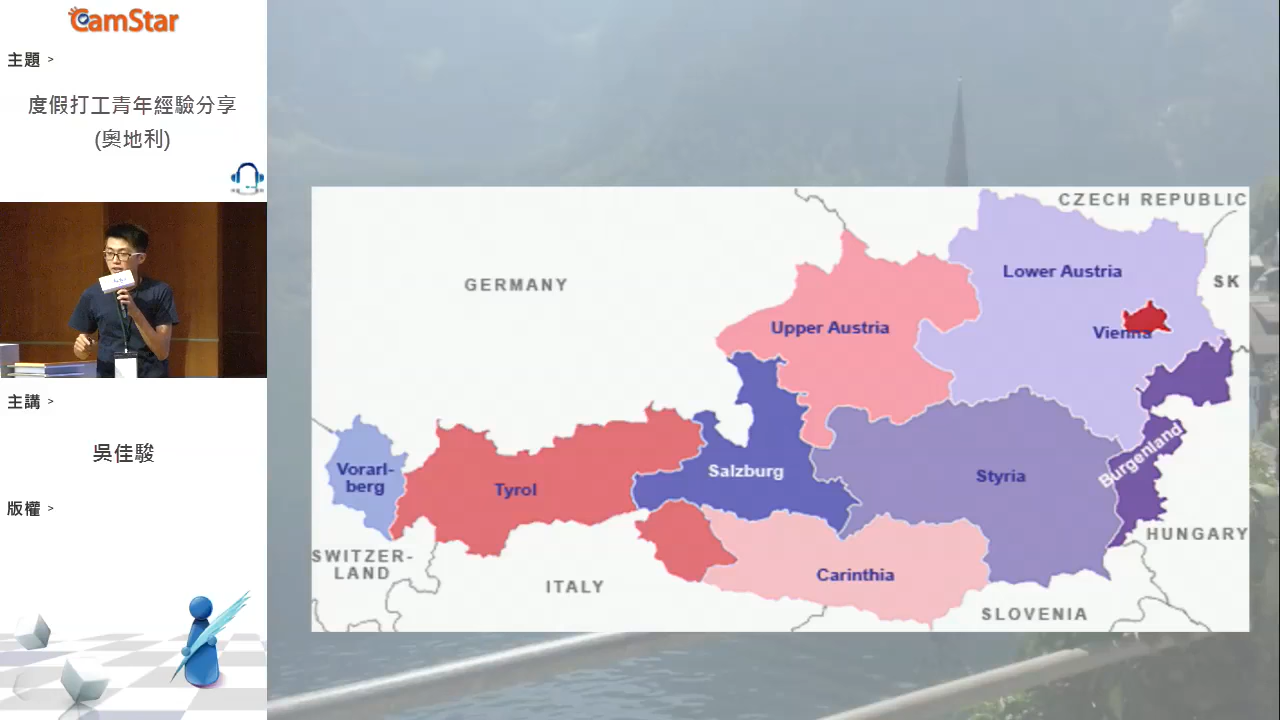 CamStar
主題 >
度假打工青年經驗分享
(奧地利)
主講 >
吳佳駿
版權 >
CZECH REPUBLIC
GERMANY
Lower Austria
SK
Upper Austria
Vienna
Vorarl-
berg
Tyrol
Salzburg
Styria
Burgenland
HUNGARY
SWITZER-
LAND
ITALY
Carinthia
SLOVENIA